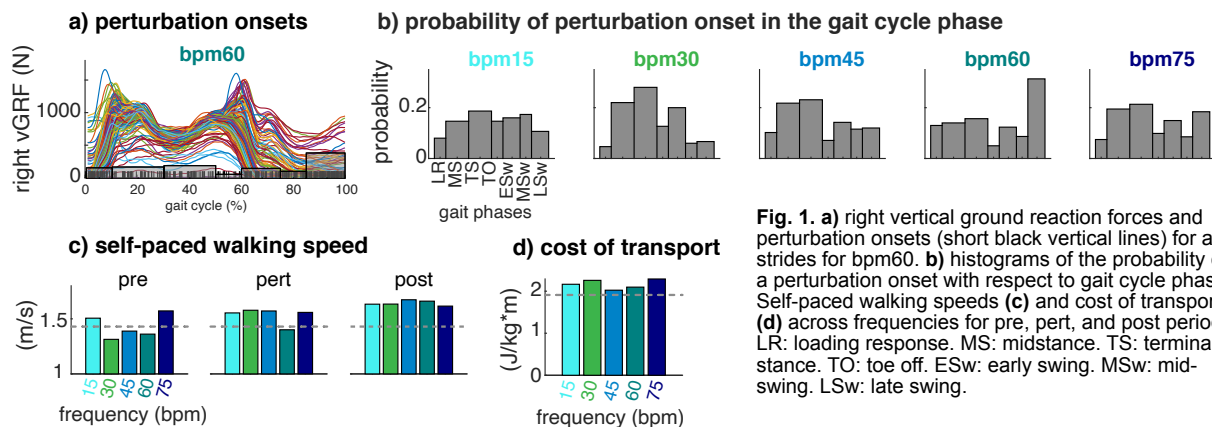 a) perturbation onsets
b) probability of perturbation onset in the gait cycle phase
bpm60
right vGRF (N)
1000
0
0
20
40
60
80
100
gait cycle (%)
bpm15
bpm30
bpm45
bpm60
bpm75
probability
0.2
0
LR
MS
TS
TO
ESw
MSw
LSw
gait phases
c) self-paced walking speed
pre
pert
post
(m/s)
1.5
1
15
30
45
60
75
frequency (bpm)
d) cost of transport
(J/kg*m)
2
1
0
15
30
45
60
75
frequency (bpm)
Fig. 1. a) right vertical ground reaction forces and
perturbation onsets (short black vertical lines) for a
strides for bpm60. b) histograms of the probability
a perturbation onset with respect to gait cycle phas
Self-paced walking speeds (c) and cost of transpor
(d) across frequencies for pre, pert, and post perio
LR: loading response. MS: midstance. TS: termina
stance. TO: toe off. ESw: early swing. MSw: mid-
swing. LSw: late swing.